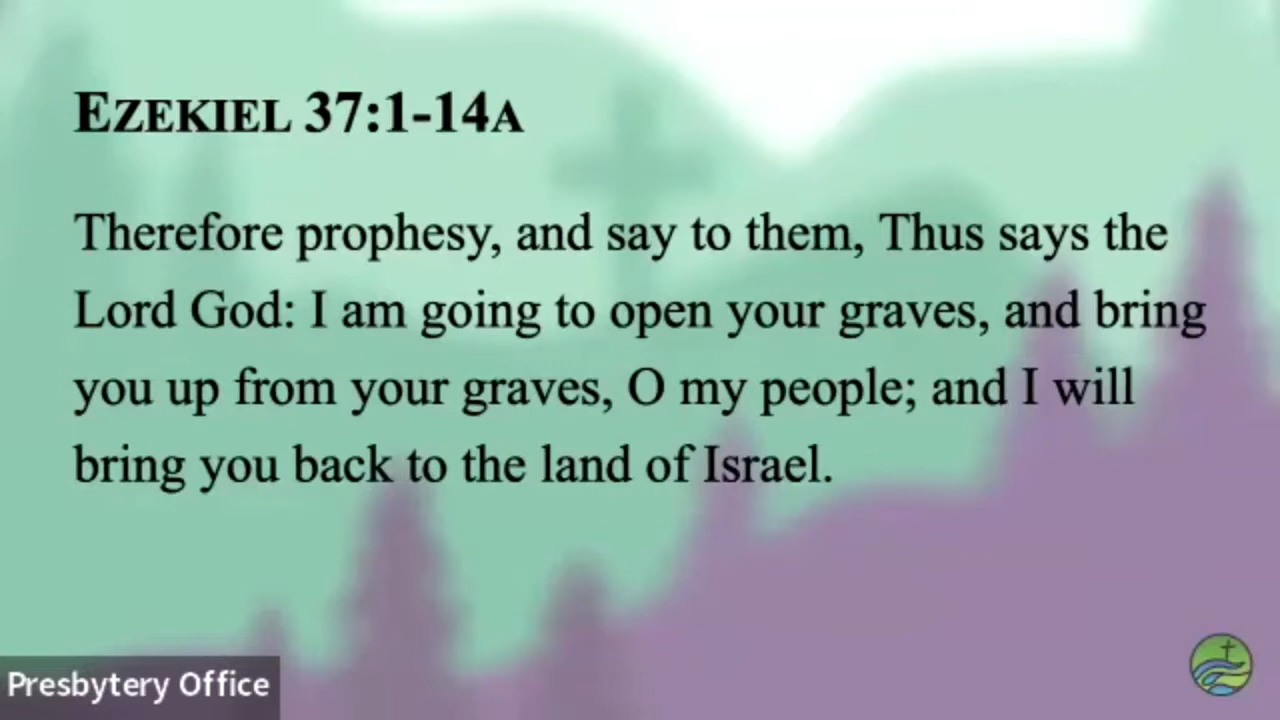 EZEKIEL 37:1-14A
Therefore prophesy, and say to them, Thus says the
Lord God: I am going to open your graves, and bring
you up from your graves, O my people; and I will
bring you back to the land of Israel.
Presbytery Office